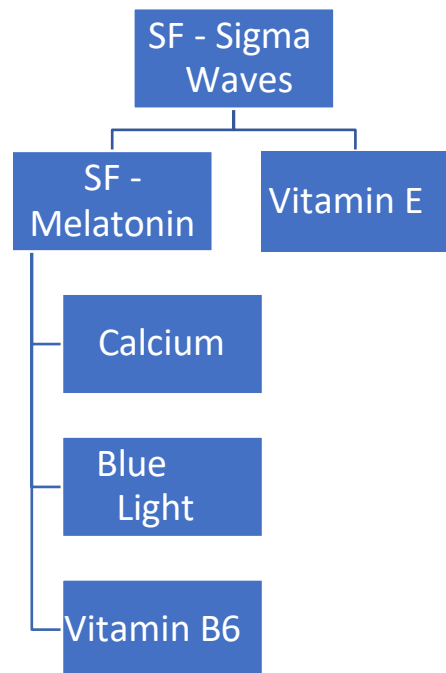 SF - Sigma
Waves
SF -
Melatonin
Vitamin E
Calcium
Blue
Light
Vitamin B6